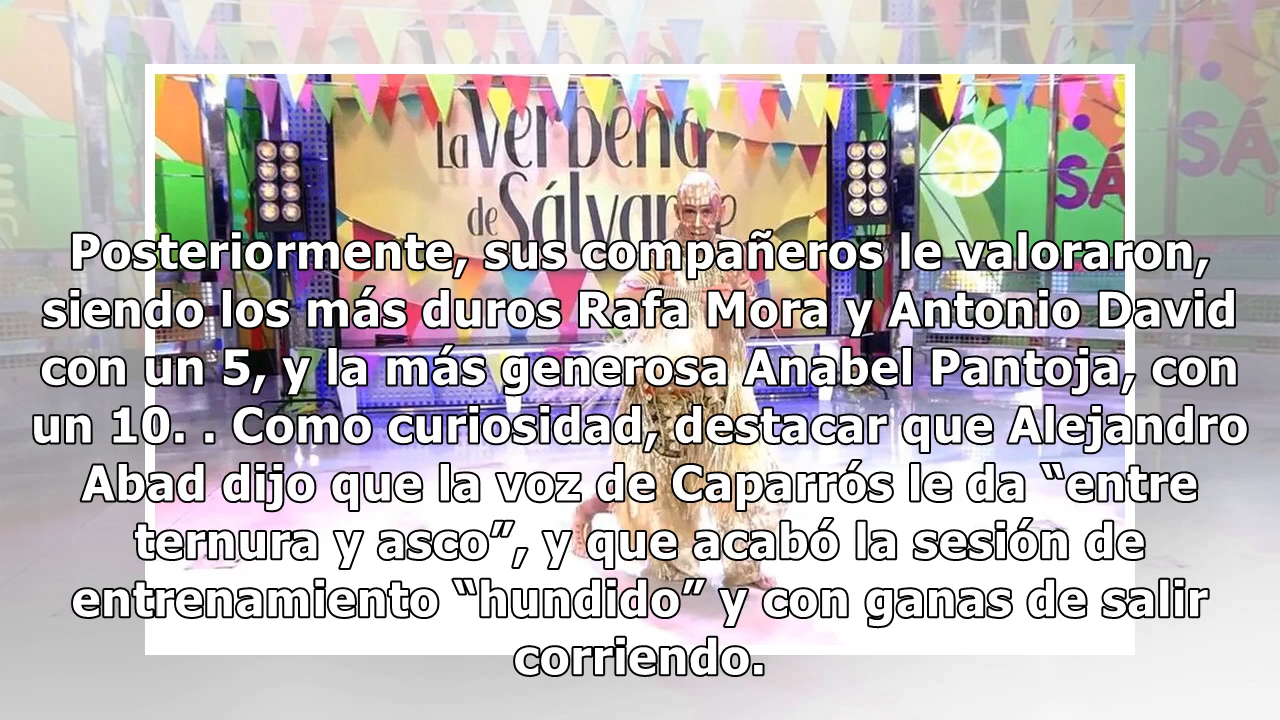 La Verbena
de Sálvame
SÁ
SÁ
Posteriormente, sus compañeros le valoraron,
siendo los más duros Rafa Mora y Antonio David
con un 5, y la más generosa Anabel Pantoja, con
un 10. . Como curiosidad, destacar que Alejandro
Abad dijo que la voz de Caparrós le da “entre
ternura y asco”, y que acabó la sesión de
entrenamiento “hundido” y con ganas de salir
corriendo.